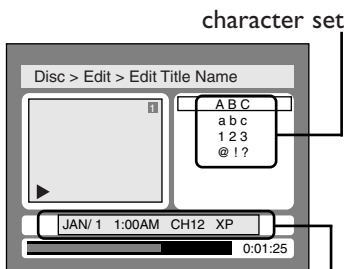 character set
Disc > Edit > Edit Title Name
1
A B C
a b c
1 2 3
@ ! ?
JAN/ 1 1:00AM CH12 XP
0:01:25